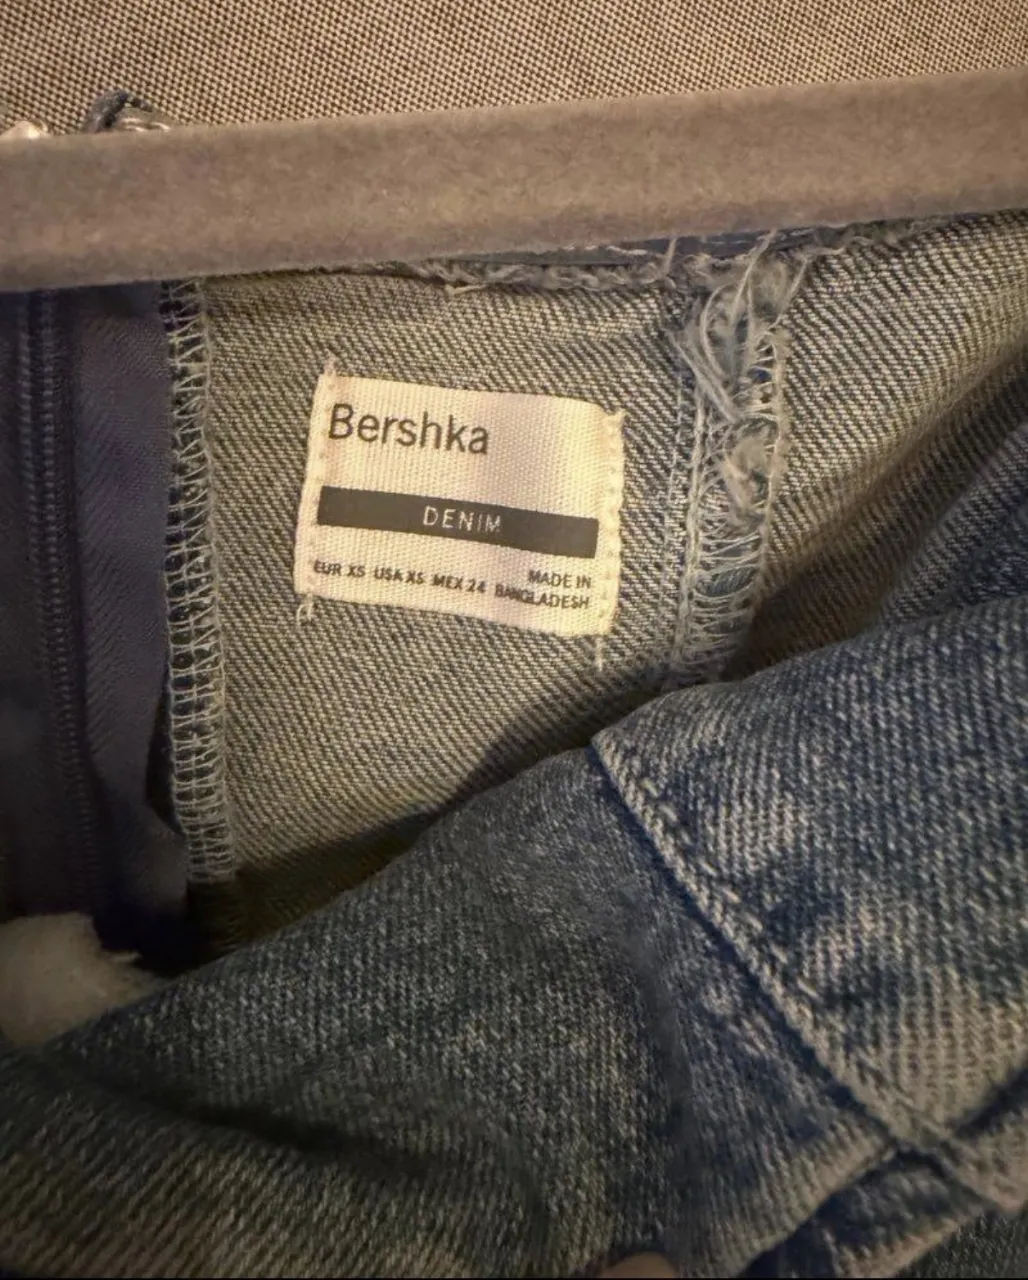 Bershka
DENIM
EUR XS USA XS MEX 24 MADE IN
BANGLADESH